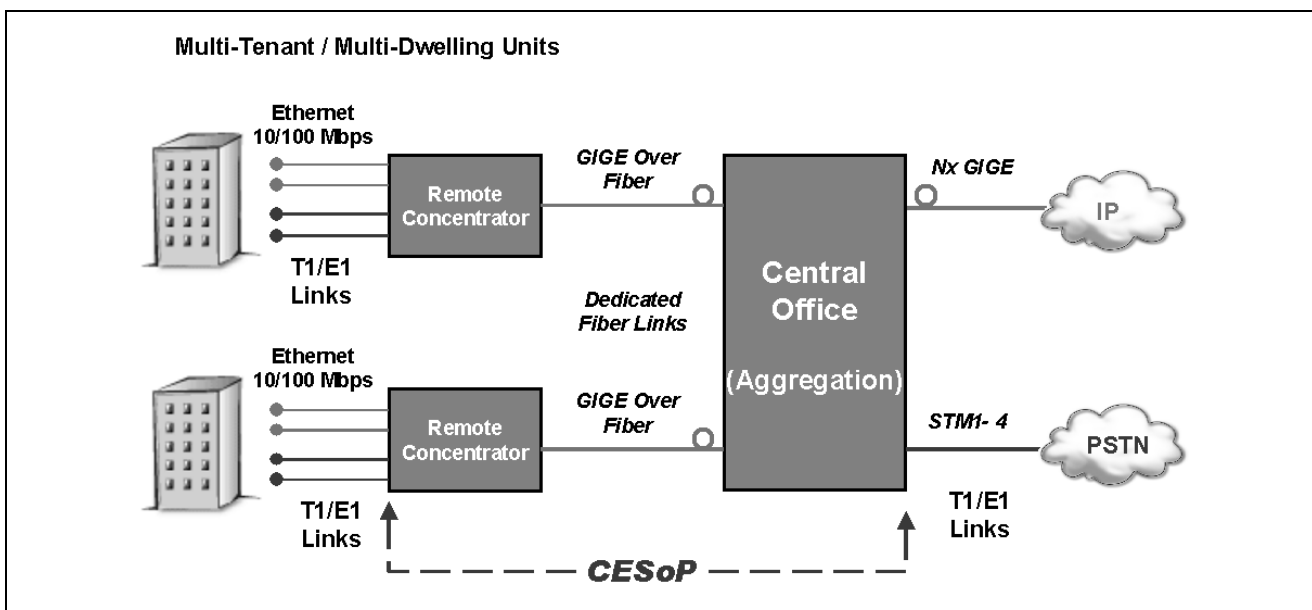 Multi-Tenant / Multi-Dwelling Units
Ethernet
10/100 Mbps
Remote
Concentrator
T1/E1
Links
GIGE Over
Fiber
Dedicated
Fiber Links
Central
Office
(Aggregation)
Nx GIGE
IP
Ethernet
10/100 Mbps
Remote
Concentrator
T1/E1
Links
GIGE Over
Fiber
STM1- 4
PSTN
T1/E1
Links
CESoP